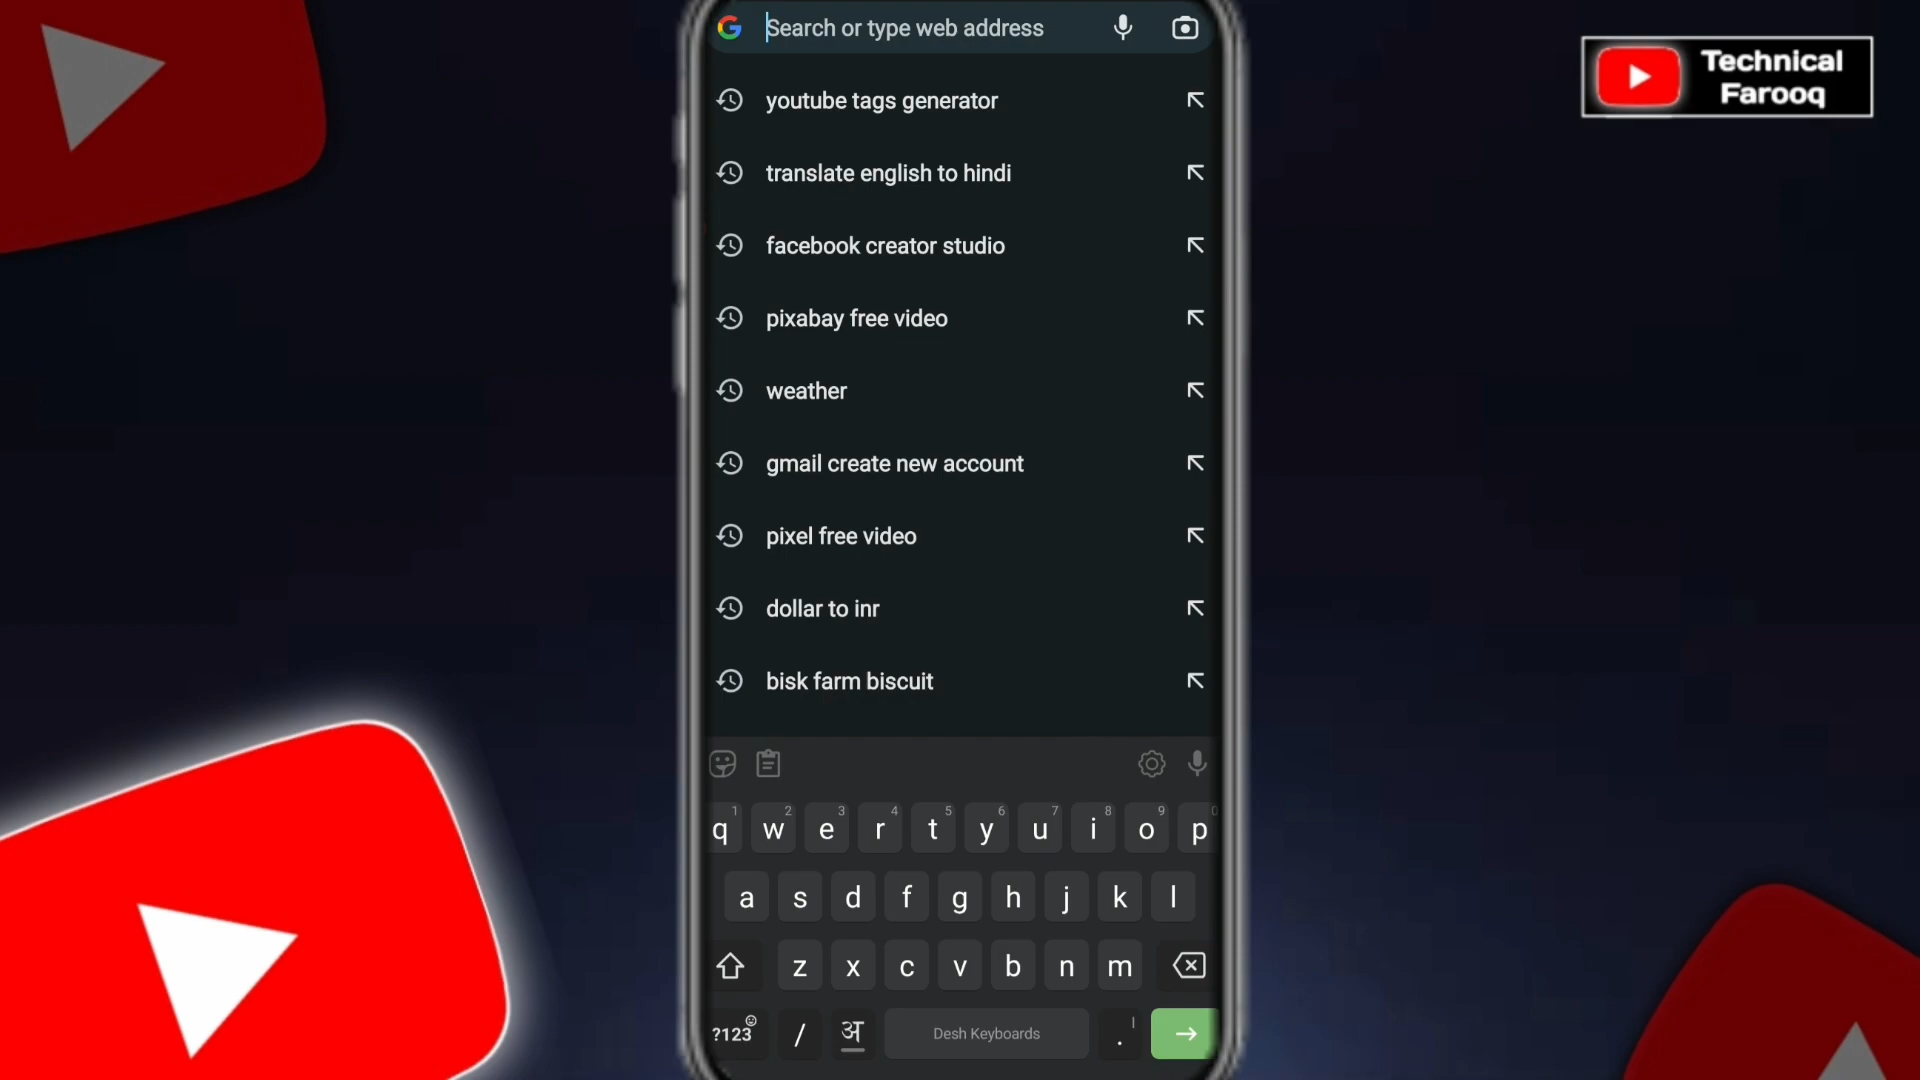 Search or type web address
Technical
Farooq
youtube tags generator
translate english to hindi
facebook creator studio
pixabay free video
weather
gmail create new account
pixel free video
dollar to inr
bisk farm biscuit
1 2 3 4 5 6 7 8 9 0
q w e r t y u i o p
a s d f g h j k l
z x c v b n m
?123 / अ Desh Keyboards . |